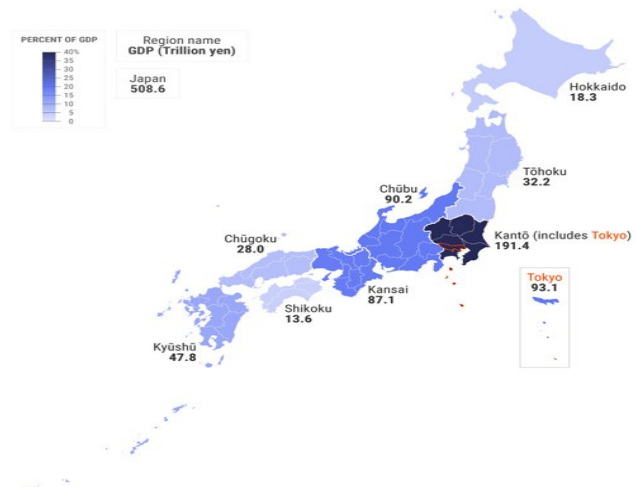 PERCENT OF GDP
40%
35
30
25
20
15
10
5
0
Region name
GDP (Trillion yen)
Japan
508.6
Hokkaido
18.3
Tōhoku
32.2
Chūbu
90.2
Kantō (includes Tokyo)
191.4
Chūgoku
28.0
Tokyo
93.1
Kansai
87.1
Shikoku
13.6
Kyūshū
47.8